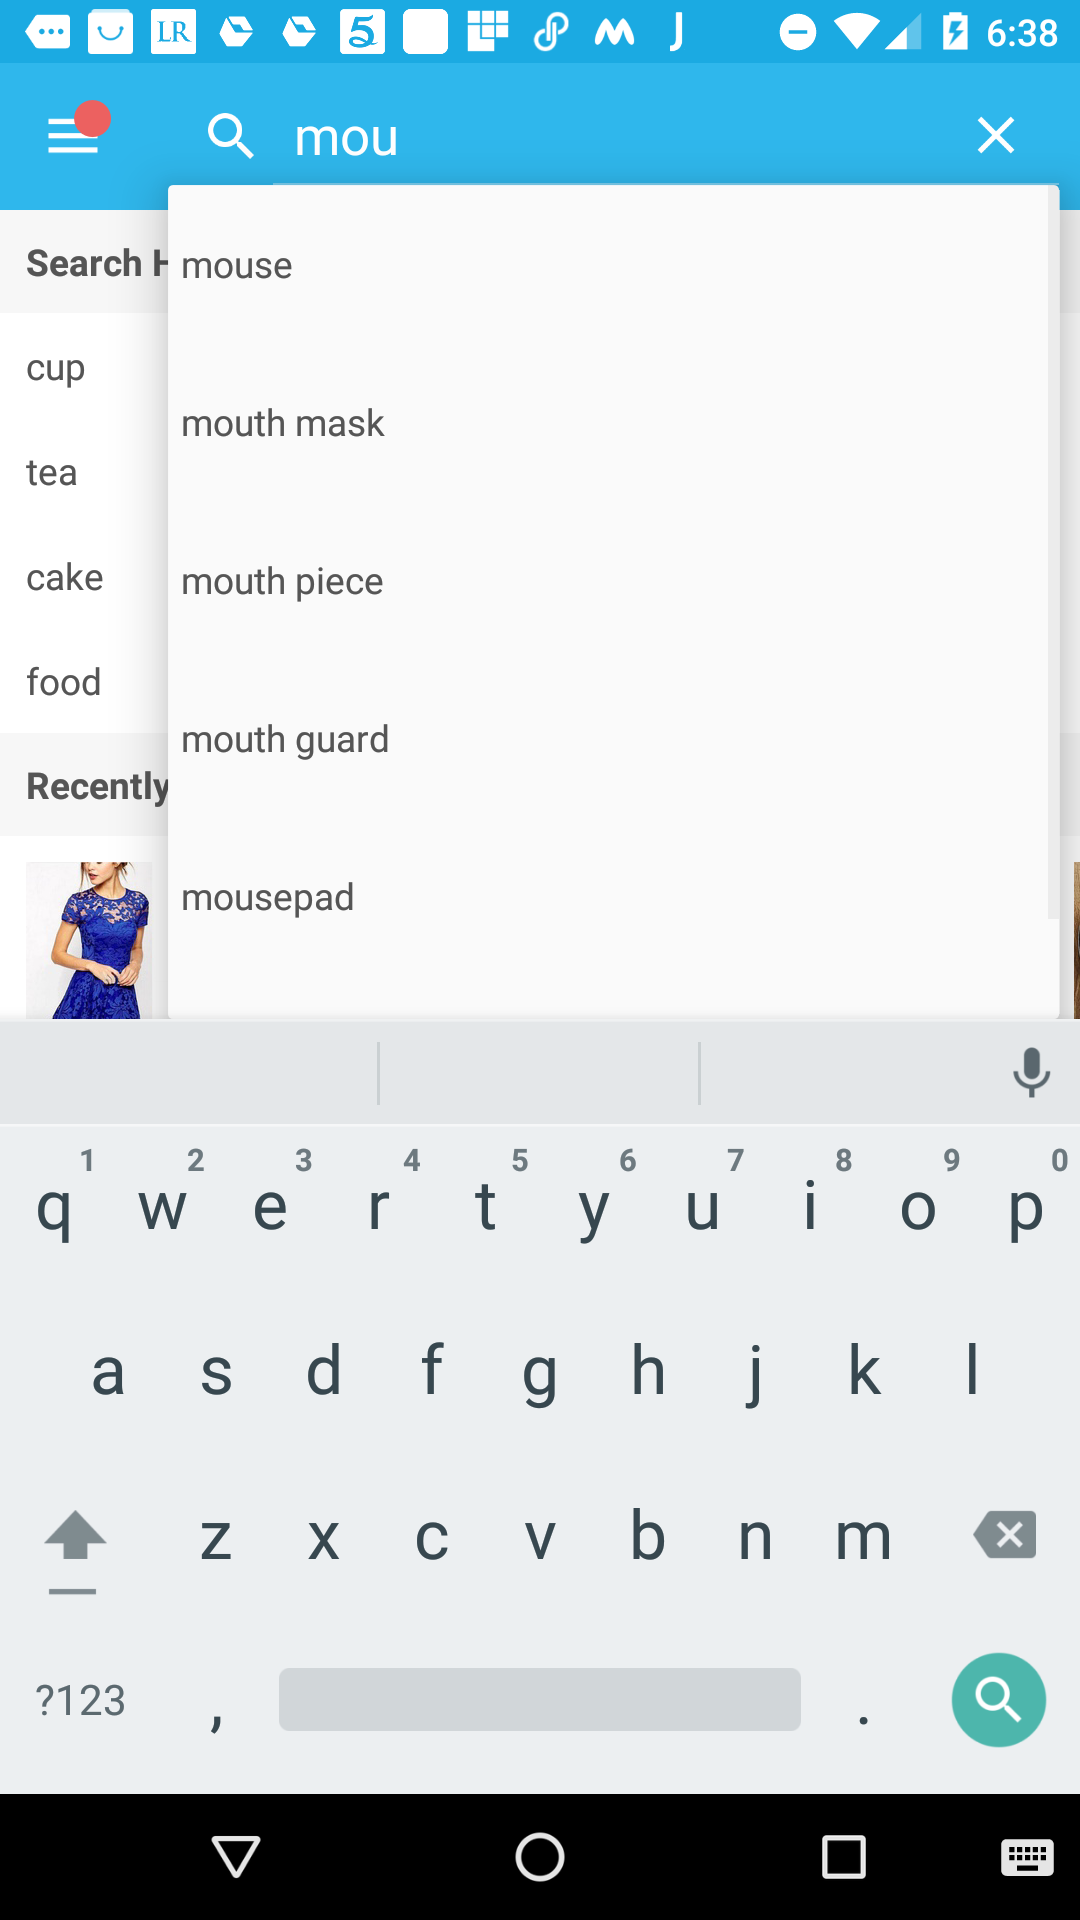 LR 5 J 6:38
mou
Search H
mouse
cup
mouth mask
tea
cake
mouth piece
food
mouth guard
Recently
mousepad
1 2 3 4 5 6 7 8 9 0
q w e r t y u i o p
a s d f g h j k l
z x c v b n m
?123 , .